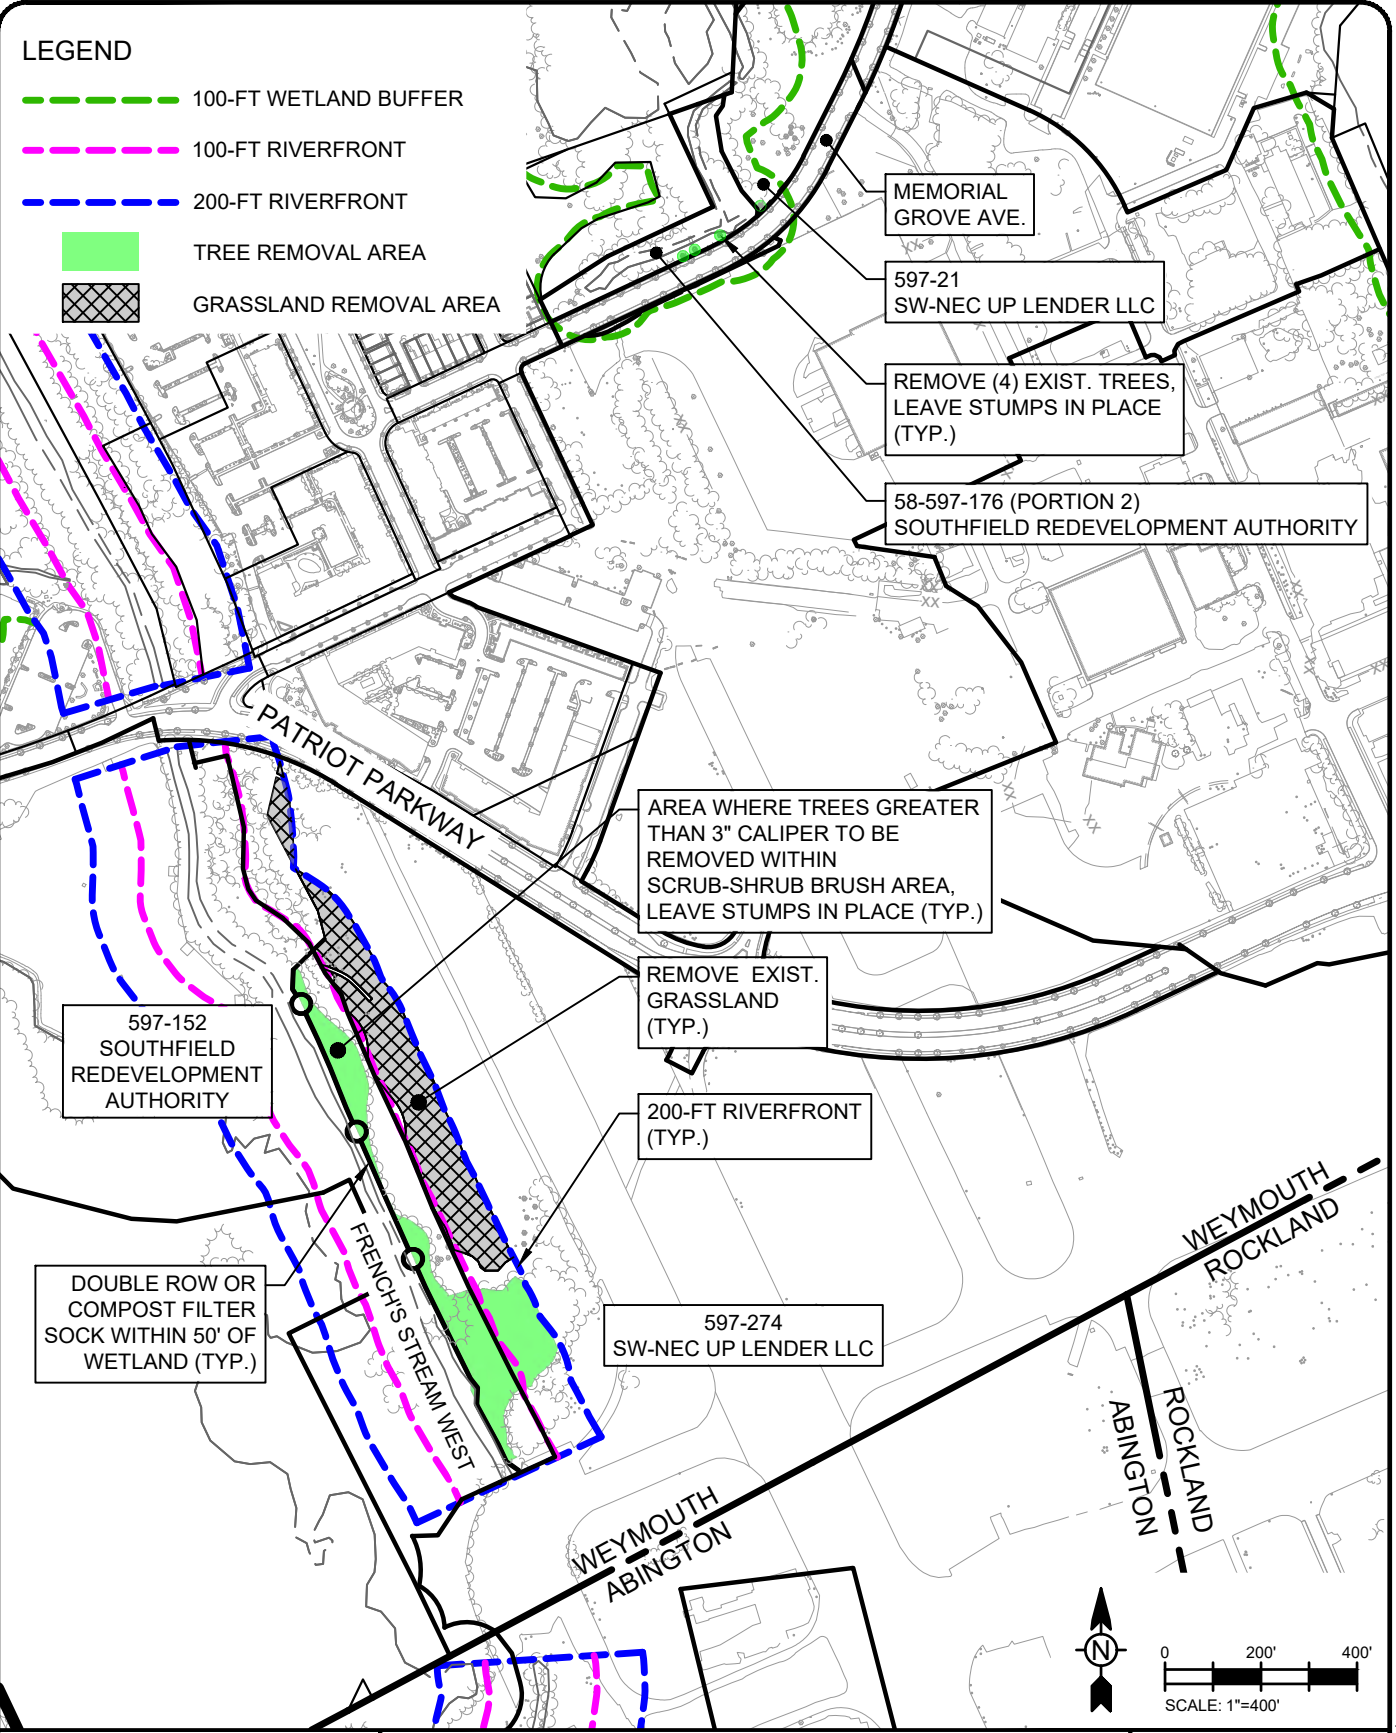 LEGEND
100-FT WETLAND BUFFER
100-FT RIVERFRONT
200-FT RIVERFRONT
TREE REMOVAL AREA
GRASSLAND REMOVAL AREA
MEMORIAL
GROVE AVE.
597-21
SW-NEC UP LENDER LLC
REMOVE (4) EXIST. TREES,
LEAVE STUMPS IN PLACE
(TYP.)
58-597-176 (PORTION 2)
SOUTHFIELD REDEVELOPMENT AUTHORITY
PATRIOT PARKWAY
AREA WHERE TREES GREATER
THAN 3" CALIPER TO BE
REMOVED WITHIN
SCRUB-SHRUB BRUSH AREA,
LEAVE STUMPS IN PLACE (TYP.)
REMOVE EXIST.
GRASSLAND
(TYP.)
597-152
SOUTHFIELD
REDEVELOPMENT
AUTHORITY
200-FT RIVERFRONT
(TYP.)
DOUBLE ROW OR
COMPOST FILTER
SOCK WITHIN 50' OF
WETLAND (TYP.)
FRENCH'S STREAM WEST
597-274
SW-NEC UP LENDER LLC
WEYMOUTH
ROCKLAND
ROCKLAND
ABINGTON
WEYMOUTH
ABINGTON
N
0 200' 400'
SCALE: 1"=400'